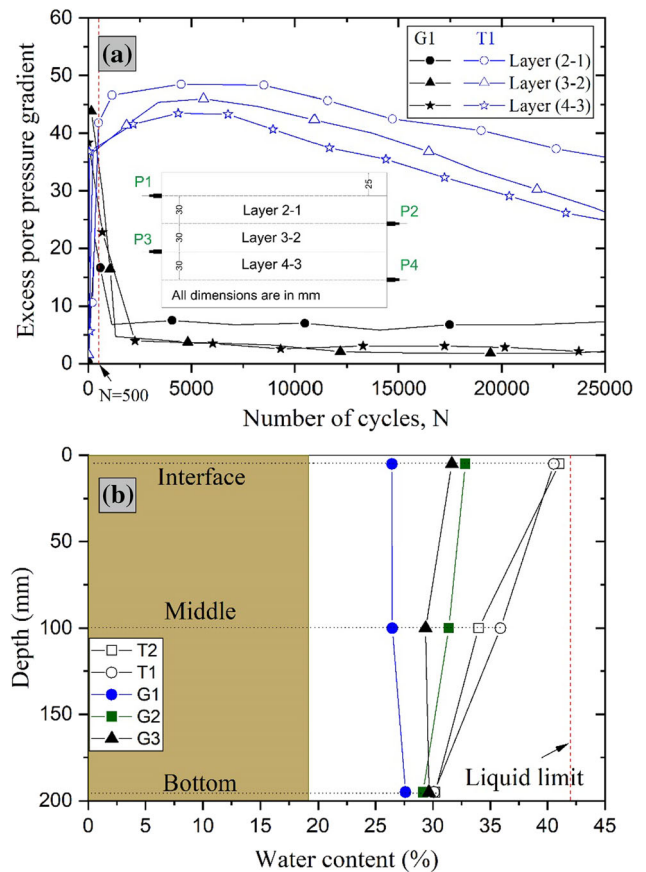 60
50
40
30
20
10
0
Excess pore pressure gradient
(a)
G1 T1
Layer (2-1)
Layer (3-2)
Layer (4-3)
P1
P2
P3
P4
25
30
30
30
Layer 2-1
Layer 3-2
Layer 4-3
All dimensions are in mm
N=500
0 5000 10000 15000 20000 25000
Number of cycles, N
(b)
0
50
100
150
200
Depth (mm)
Interface
Middle
Bottom
T2
T1
G1
G2
G3
Liquid limit
0 5 10 15 20 25 30 35 40 45
Water content (%)